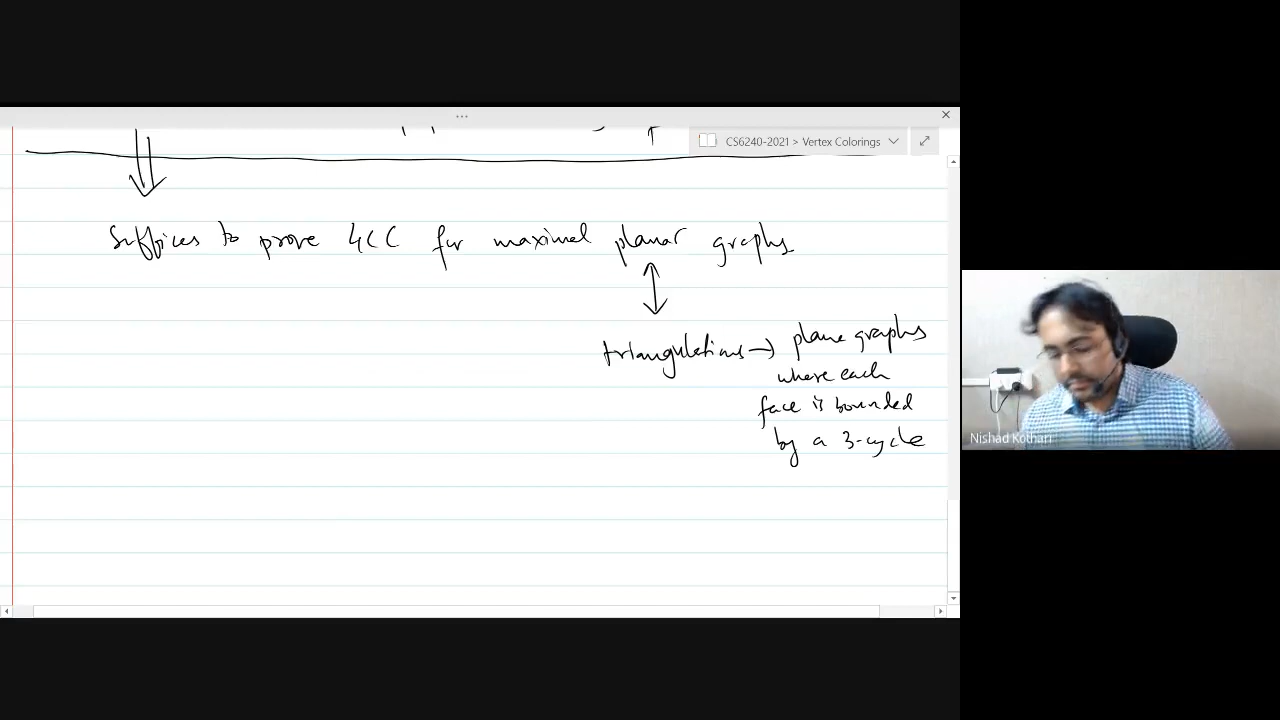 CS6240-2021 > Vertex Colorings
Suffices to prove 4CC for maximal planar graphs
triangulations → plane graphs
where each
face is bounded
by a 3-cycle
Nishad Kothari